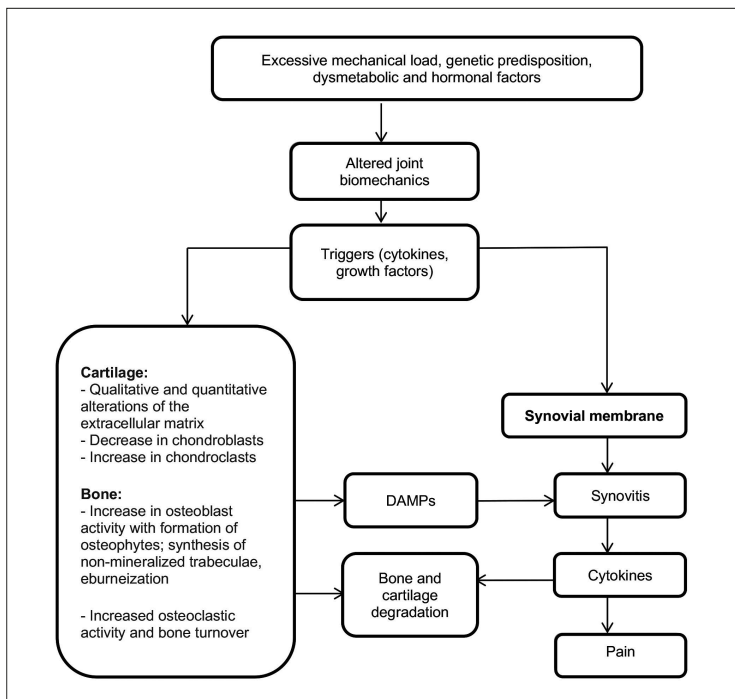 Excessive mechanical load, genetic predisposition,
dysmetabolic and hormonal factors
Altered joint
biomechanics
Triggers (cytokines,
growth factors)
Cartilage:
- Qualitative and quantitative
alterations of the
extracellular matrix
- Decrease in chondroblasts
- Increase in chondroclasts
Bone:
- Increase in osteoblast
activity with formation of
osteophytes; synthesis of
non-mineralized trabeculae,
eburneization
- Increased osteoclastic
activity and bone turnover
Synovial membrane
DAMPs
Synovitis
Bone and
cartilage
degradation
Cytokines
Pain